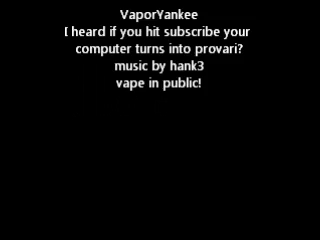 VaporYankee
I heard if you hit subscribe your
computer turns into provari?
music by hank3
vape in public!